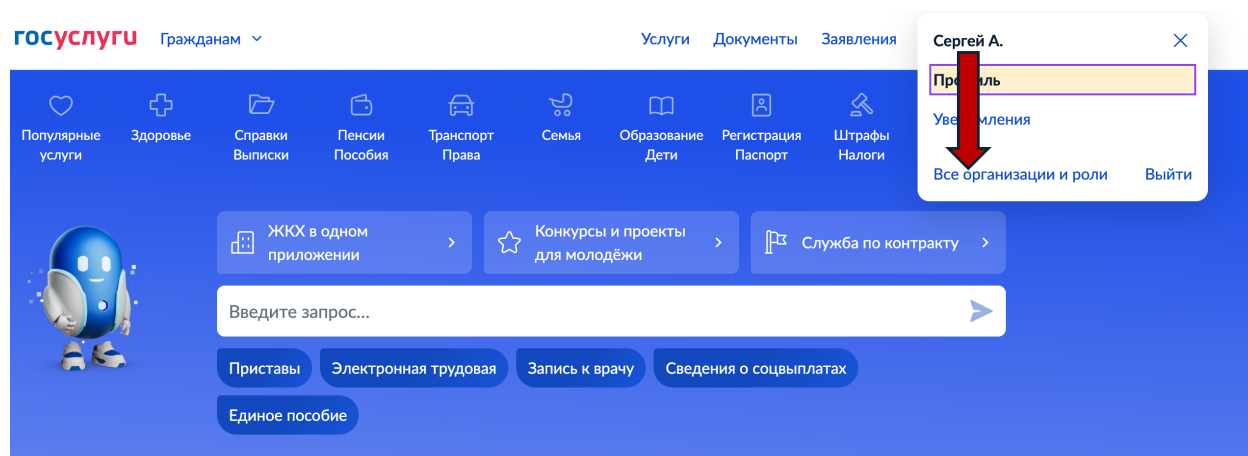 госуслуги Гражданам Услуги Документы Заявления
Сергей А.
Уведомления
Все организации и роли Выйти
Популярные
услуги
Здоровье
Справки
Выписки
Пенсии
Пособия
Транспорт
Права
Семья
Образование
Дети
Регистрация
Паспорт
Штрафы
Налоги
ЖКХ в одном
приложении
Конкурсы и проекты
для молодёжи
Служба по контракту
Введите запрос...
Приставы Электронная трудовая Запись к врачу Сведения о соцвыплатах
Единое пособие